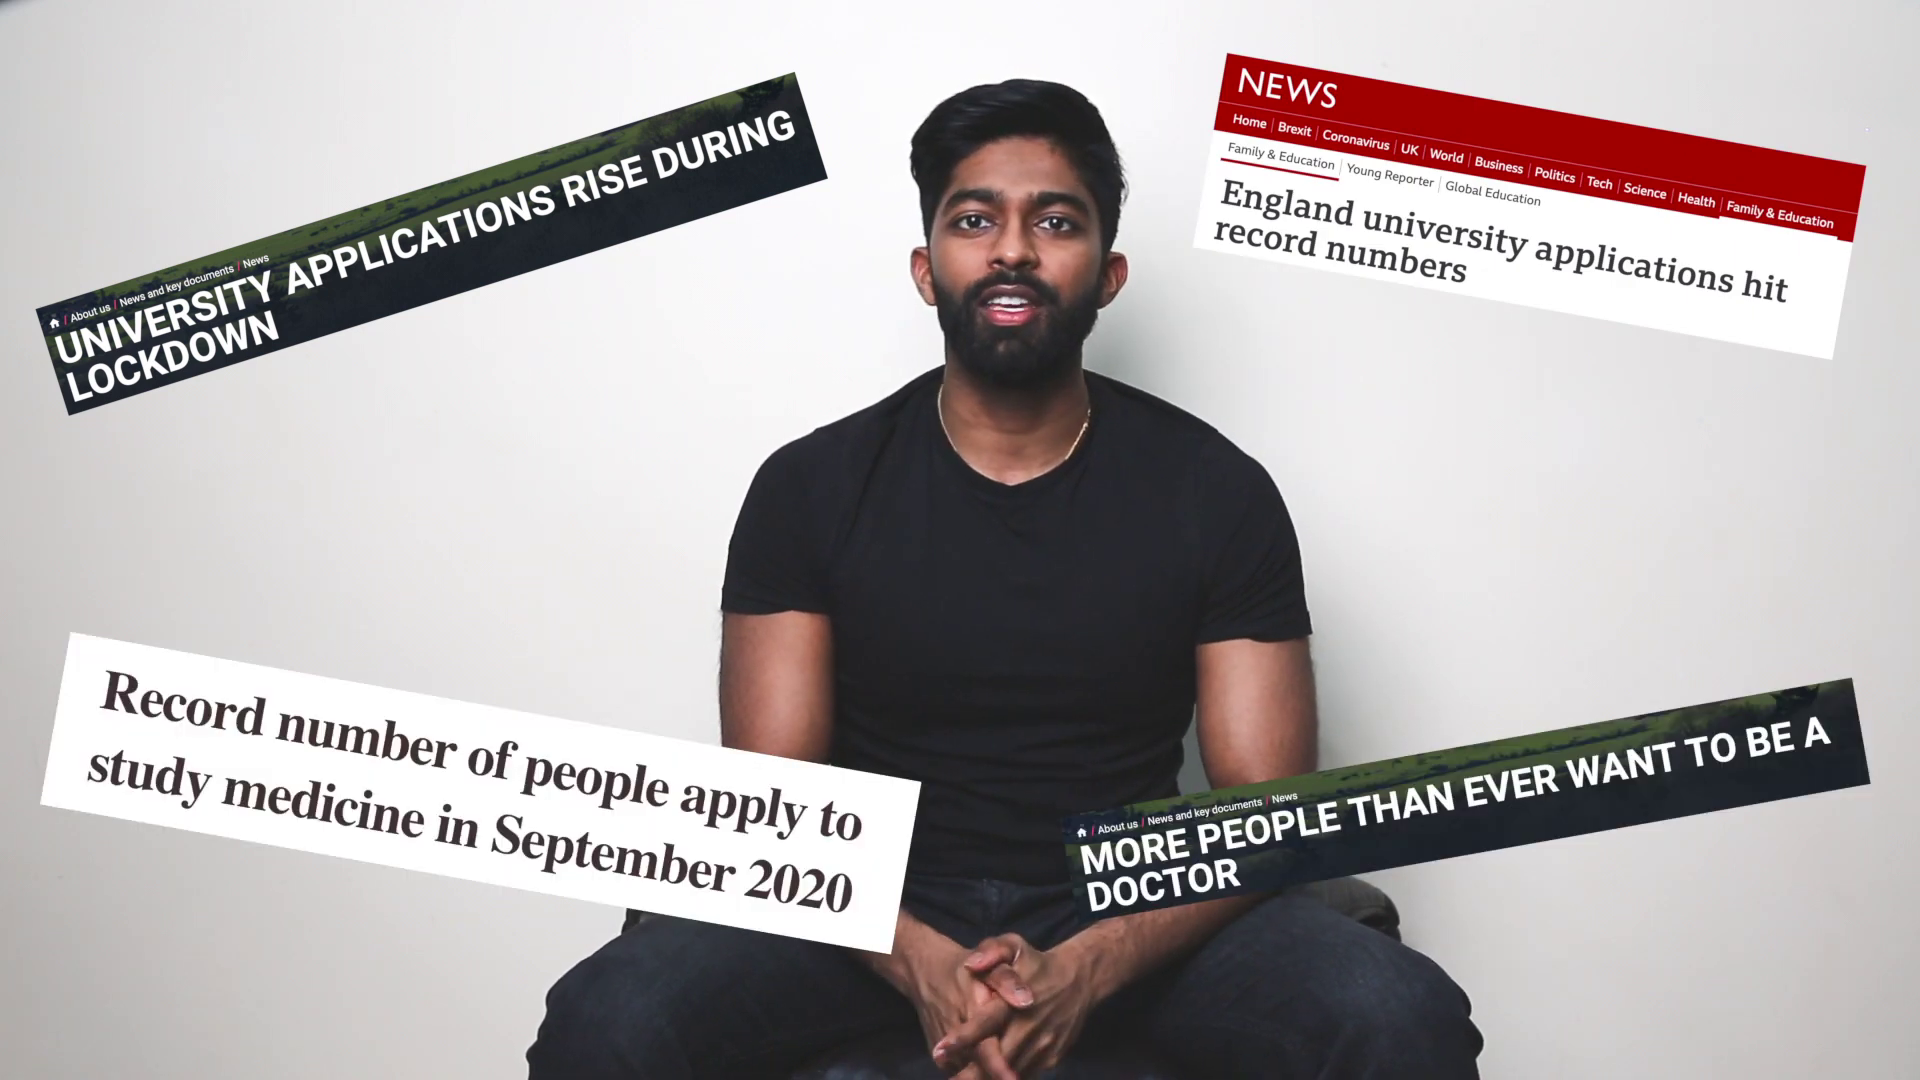 About us / News and key documents / News
UNIVERSITY APPLICATIONS RISE DURING
LOCKDOWN
NEWS
Home Brexit Coronavirus UK World Business Politics Tech Science Health Family & Education
Family & Education Young Reporter Global Education
England university applications hit
record numbers
Record number of people apply to
study medicine in September 2020
About us / News and key documents / News
MORE PEOPLE THAN EVER WANT TO BE A
DOCTOR